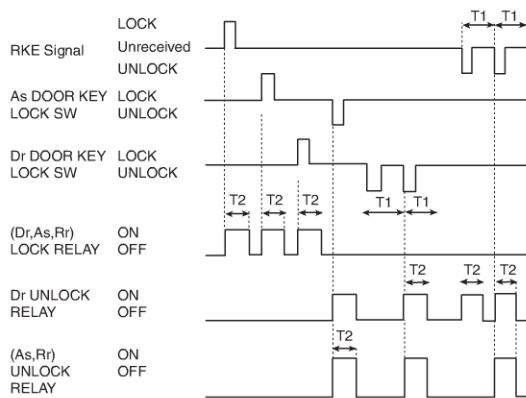 LOCK
T1 T1
RKE Signal Unreceived
UNLOCK
As DOOR KEY LOCK
LOCK SW UNLOCK
Dr DOOR KEY LOCK
LOCK SW UNLOCK
T1 T1
T2 T2 T2
(Dr,As,Rr) ON
LOCK RELAY OFF
T2 T2 T2
Dr UNLOCK ON
RELAY OFF
T2
(As,Rr) ON
UNLOCK OFF
RELAY